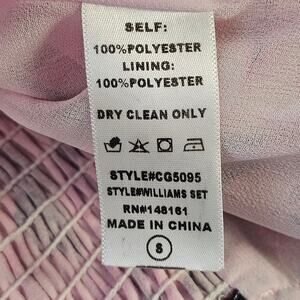 SELF:
100%POLYESTER
LINING:
100%POLYESTER
DRY CLEAN ONLY
STYLE#CG5095
STYLE#WILLIAMS SET
RN#148161
MADE IN CHINA
S